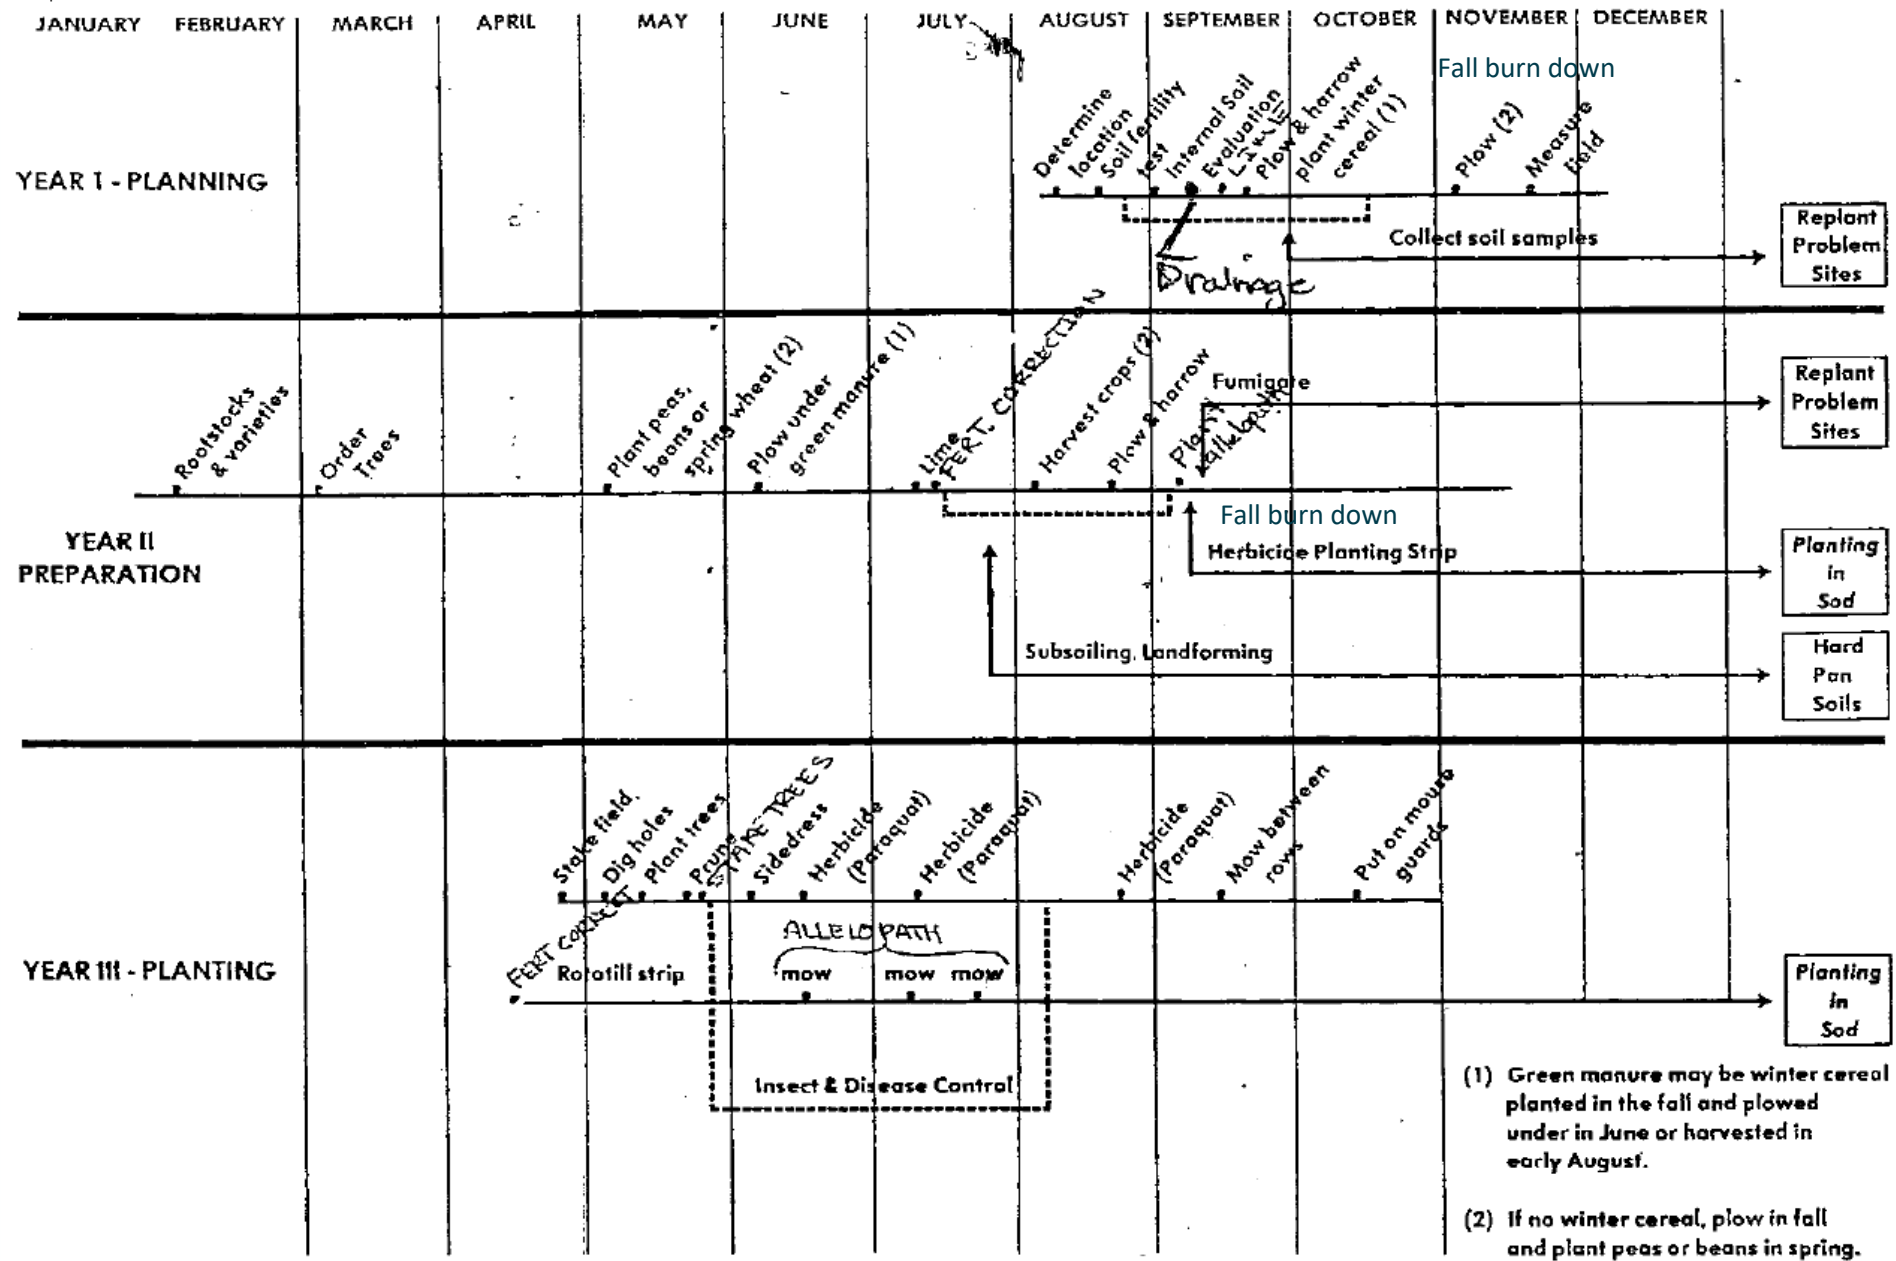 JANUARY FEBRUARY MARCH APRIL MAY JUNE JULY AUGUST SEPTEMBER OCTOBER NOVEMBER DECEMBER
Fall burn down
YEAR I - PLANNING
Determine
location
Soil fertility
test
Internal Soil
Evaluation
LIME
Plow & harrow
plant winter
cereal (1)
Plow (2)
Measure
field
Drainage
Collect soil samples
Replant
Problem
Sites
YEAR II
PREPARATION
Rootstocks
& varieties
Order
Trees
Plant peas,
beans or
spring wheat (2)
Plow under
green manure (1)
Lime
FERT. CORRECTION
Harvest crops (2)
Plow & harrow
Plant
Fumigate
Replant
Problem
Sites
Fall burn down
Herbicide Planting Strip
Planting
in
Sod
Subsoiling, Landforming
Hard
Pan
Soils
YEAR III - PLANTING
Stake field,
Dig holes
Plant trees
Prune
STAKE TREES
Sidedress
Herbicide
(Paraquat)
Herbicide
(Paraquat)
Herbicide
(Paraquat)
Mow between
rows
Put on mouse
guards
FERT CORRECT
Rototill strip
ALLELOPATH
mow mow mow
Insect & Disease Control
Planting
in
Sod
(1) Green manure may be winter cereal
planted in the fall and plowed
under in June or harvested in
early August.
(2) If no winter cereal, plow in fall
and plant peas or beans in spring.